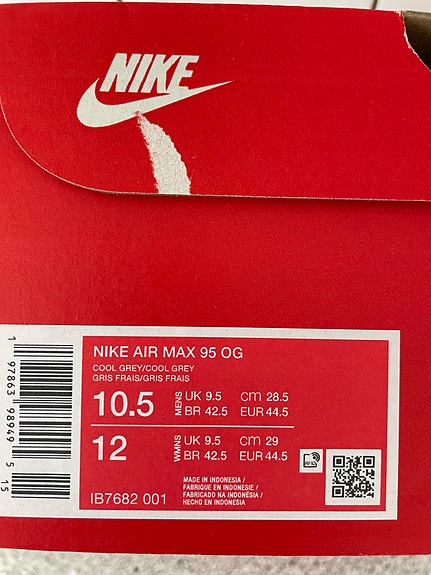 NIKE
NIKE AIR MAX 95 OG
COOL GREY/COOL GREY
GRIS FRAIS/GRIS FRAIS
10.5 MENS UK 9.5 cm 28.5
BR 42.5 EUR 44.5
12 WMNS UK 9.5 cm 29
BR 42.5 EUR 44.5
IB7682 001
MADE IN INDONESIA /
FABRIQUE EN INDONESIE /
FABRICADO NA INDONÉSIA /
HECHO EN INDONESIA
RFID
1 97863 98949 5 15